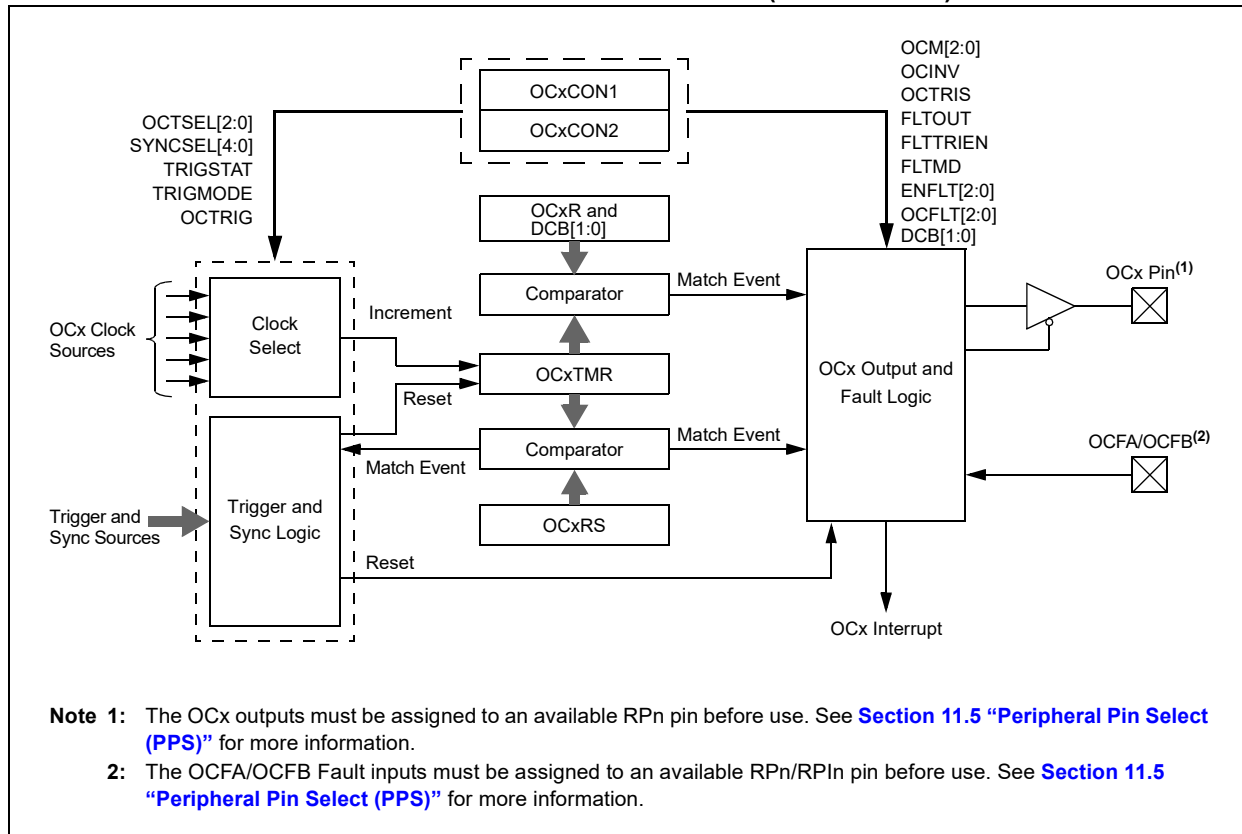 OCxCON1
OCxCON2
OCTSEL[2:0]
SYNCSEL[4:0]
TRIGSTAT
TRIGMODE
OCTRIG
OCM[2:0]
OCINV
OCTRIS
FLTOUT
FLTTRIEN
FLTMD
ENFLT[2:0]
OCFLT[2:0]
DCB[1:0]
OCxR and
DCB[1:0]
Comparator
Match Event
OCx Pin(1)
OCx Clock
Sources
Clock
Select
Increment
OCxTMR
Reset
OCx Output and
Fault Logic
Comparator
Match Event
Match Event
OCFA/OCFB(2)
Trigger and
Sync Sources
Trigger and
Sync Logic
OCxRS
Reset
OCx Interrupt
Note 1: The OCx outputs must be assigned to an available RPn pin before use. See Section 11.5 “Peripheral Pin Select
(PPS)” for more information.
2: The OCFA/OCFB Fault inputs must be assigned to an available RPn/RPIn pin before use. See Section 11.5
“Peripheral Pin Select (PPS)” for more information.